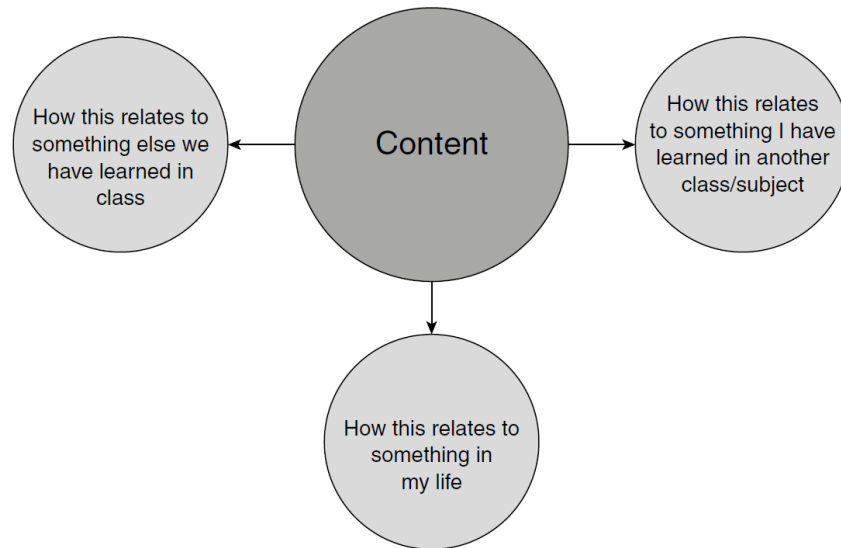 How this relates to
something else we
have learned in
class
Content
How this relates
to something I have
learned in another
class/subject
How this relates to
something in
my life